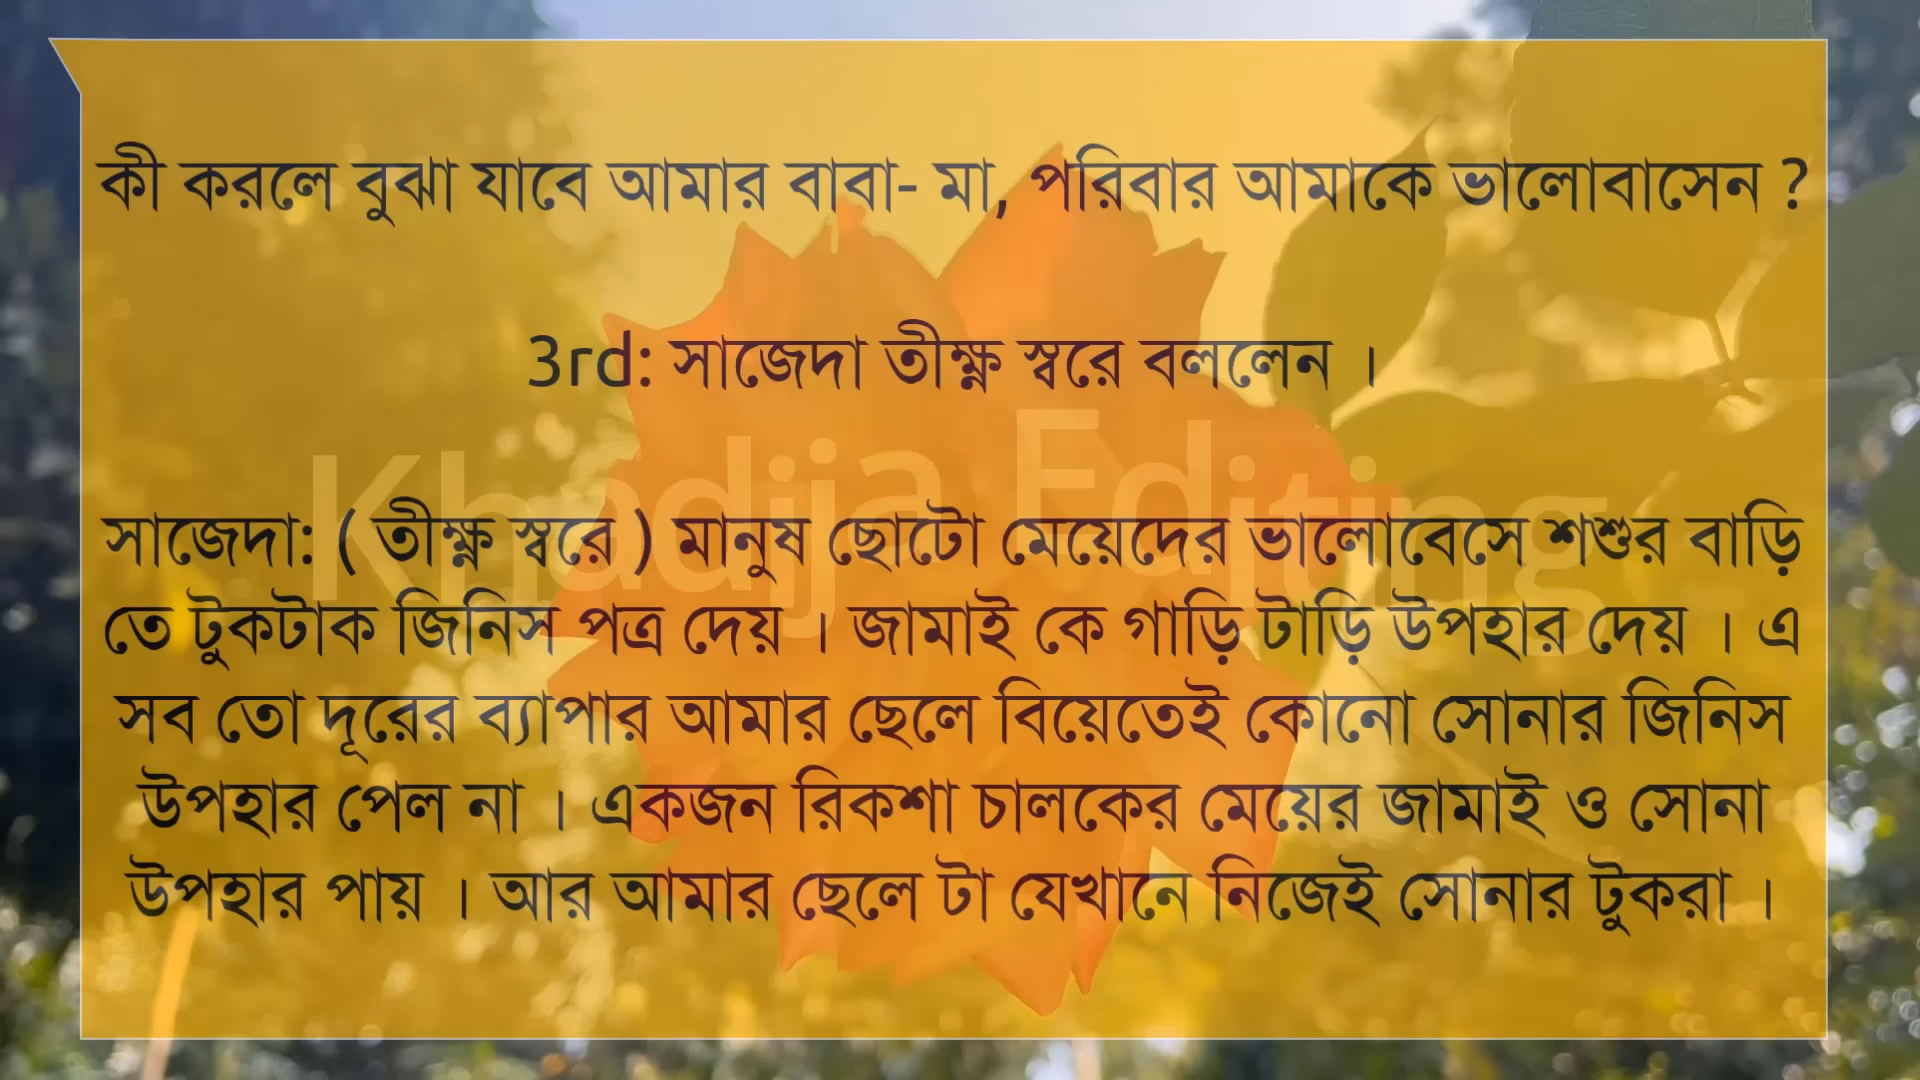 কী করলে বুঝা যাবে আমার বাবা- মা, পরিবার আমাকে ভালোবাসেন ?
3rd: সাজেদা তীক্ষ্ণ স্বরে বললেন ।
Khadija Editing
সাজেদা: ( তীক্ষ্ণ স্বরে ) মানুষ ছোটো মেয়েদের ভালোবেসে শশুর বাড়ি
তে টুকটাক জিনিস পত্র দেয় । জামাই কে গাড়ি টাড়ি উপহার দেয় । এ
সব তো দূরের ব্যাপার আমার ছেলে বিয়েতেই কোনো সোনার জিনিস
উপহার পেল না । একজন রিকশা চালকের মেয়ের জামাই ও সোনা
উপহার পায় । আর আমার ছেলে টা যেখানে নিজেই সোনার টুকরা ।